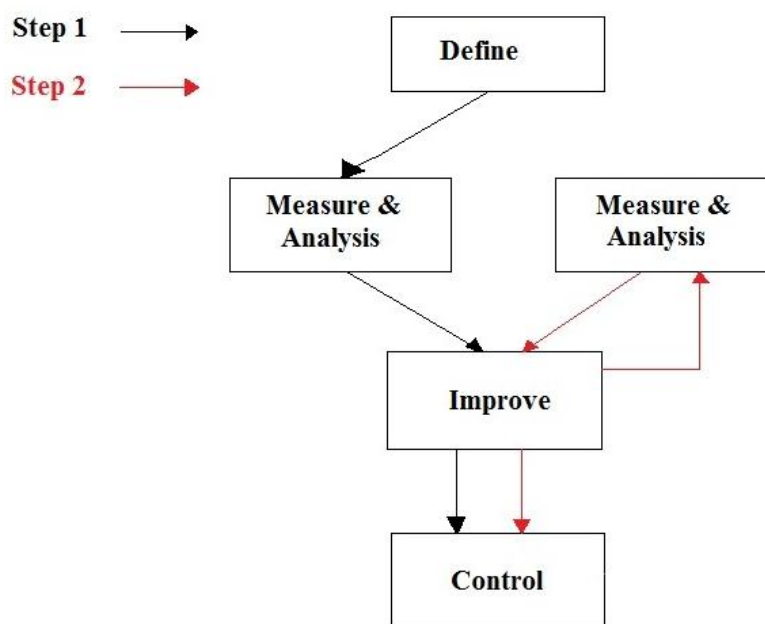 Step 1
Define
Step 2
Measure &
Analysis
Measure &
Analysis
Improve
Control